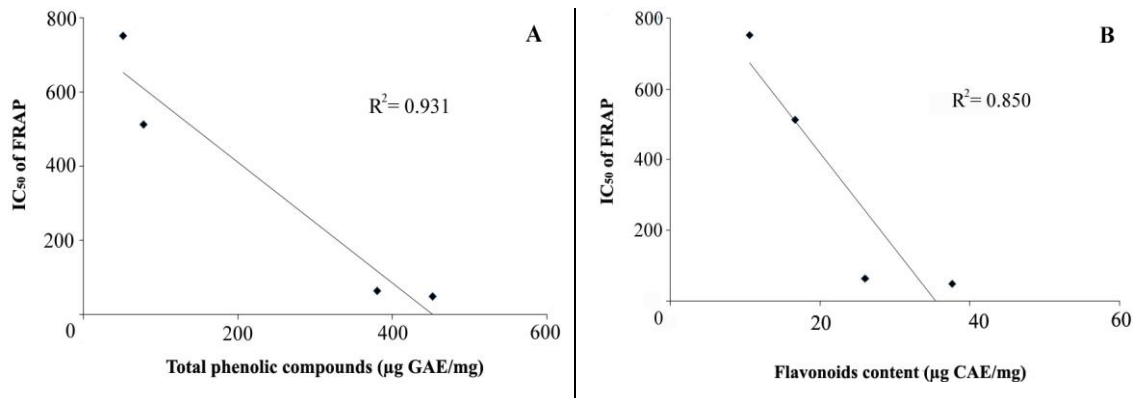 A
800
600
400
200
0
200
400
600
IC₅₀ of FRAP
R²= 0.931
Total phenolic compounds (µg GAE/mg)
B
800
600
400
200
0
20
40
60
IC₅₀ of FRAP
R²= 0.850
Flavonoids content (µg CAE/mg)